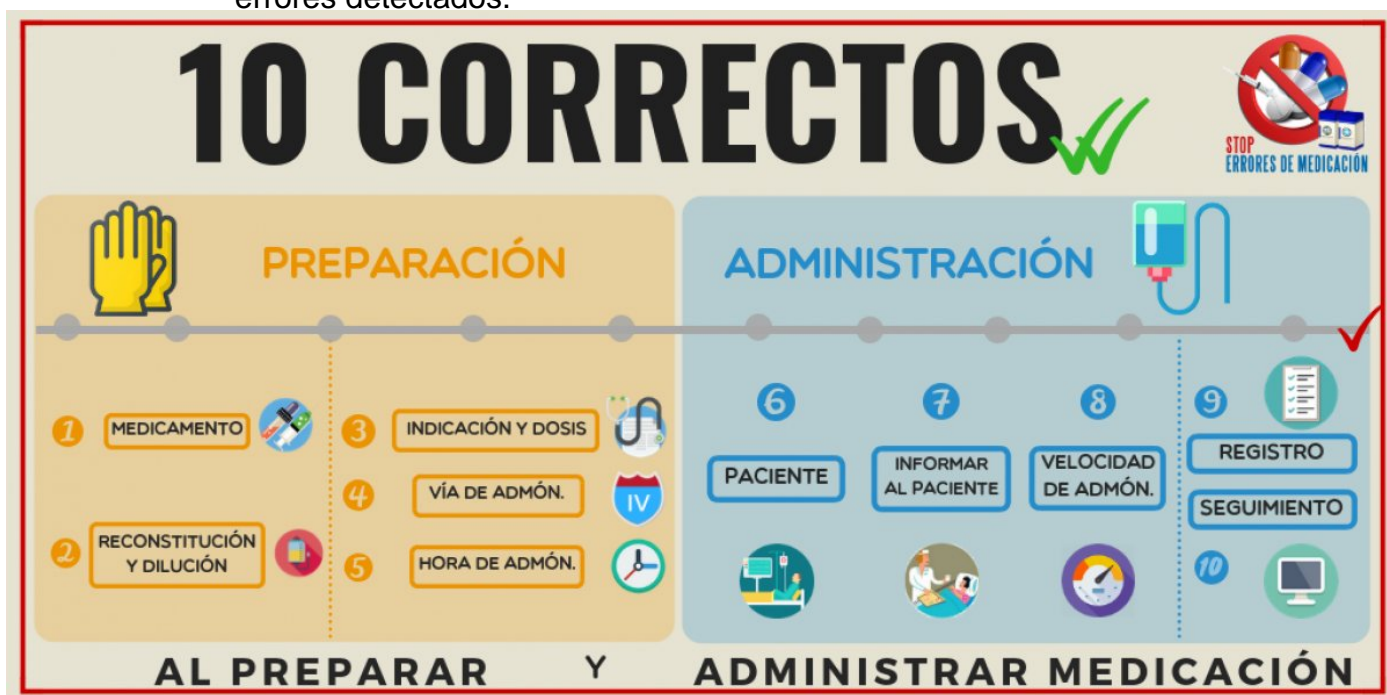 errores detectados.
10 CORRECTOS
STOP
ERRORES DE MEDICACIÓN
PREPARACIÓN
1 MEDICAMENTO
2 RECONSTITUCIÓN
Y DILUCIÓN
3 INDICACIÓN Y DOSIS
4 VÍA DE ADMÓN.
IV
5 HORA DE ADMÓN.
ADMINISTRACIÓN
6
PACIENTE
7
INFORMAR
AL PACIENTE
8
VELOCIDAD
DE ADMÓN.
9
REGISTRO
SEGUIMIENTO
10
AL PREPARAR Y ADMINISTRAR MEDICACIÓN